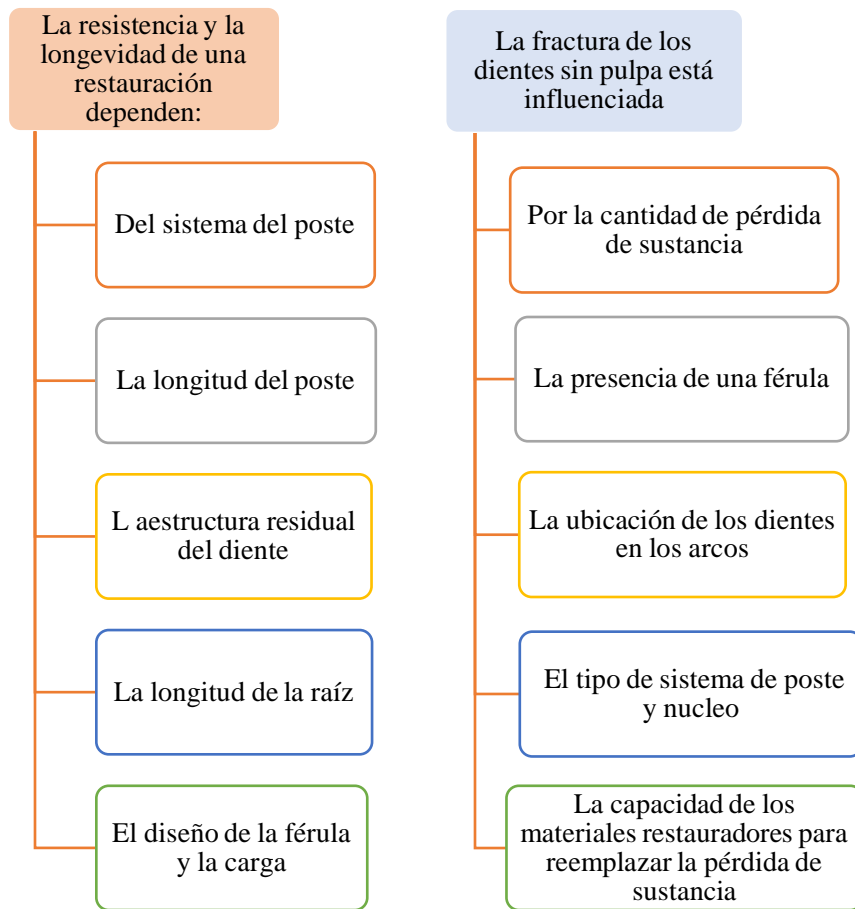 La resistencia y la
longevidad de una
restauración
dependen:
Del sistema del poste
La longitud del poste
L aestructura residual
del diente
La longitud de la raíz
El diseño de la férula
y la carga
La fractura de los
dientes sin pulpa está
influenciada
Por la cantidad de pérdida
de sustancia
La presencia de una férula
La ubicación de los dientes
en los arcos
El tipo de sistema de poste
y nucleo
La capacidad de los
materiales restauradores para
reemplazar la pérdida de
sustancia